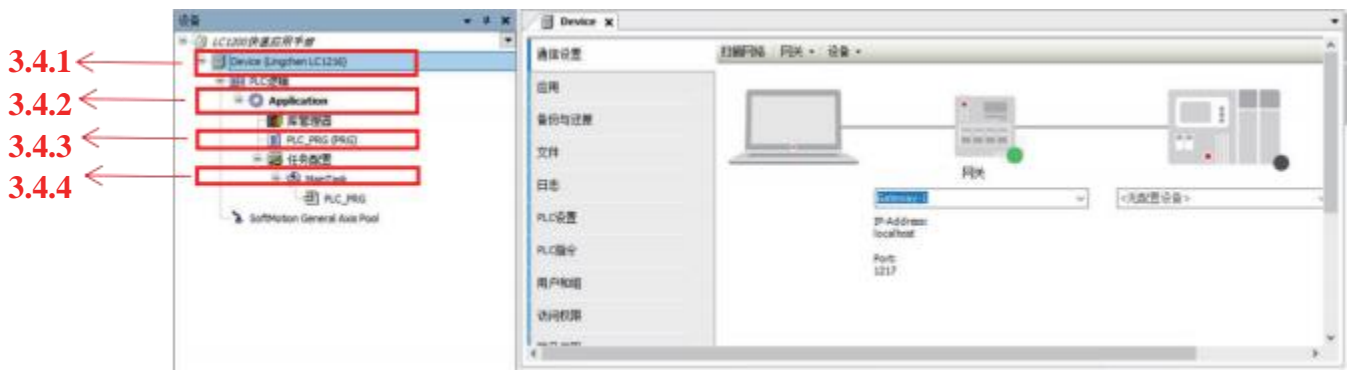 设备
Device
LC1200快速应用手册
3.4.1
Device (Lingchen LC1216)
PLC逻辑
3.4.2
Application
库管理器
3.4.3
PLC_PRG (PRG)
任务配置
3.4.4
MainTask
PLC_PRG
SoftMotion General Axis Pool
通信设置
扫描网络 网关 设备
应用
备份与还原
文件
日志
PLC设置
PLC指令
用户和组
访问权限
网关
Gateway-1
<无配置设备>
IP-Address:
localhost
Port:
1217